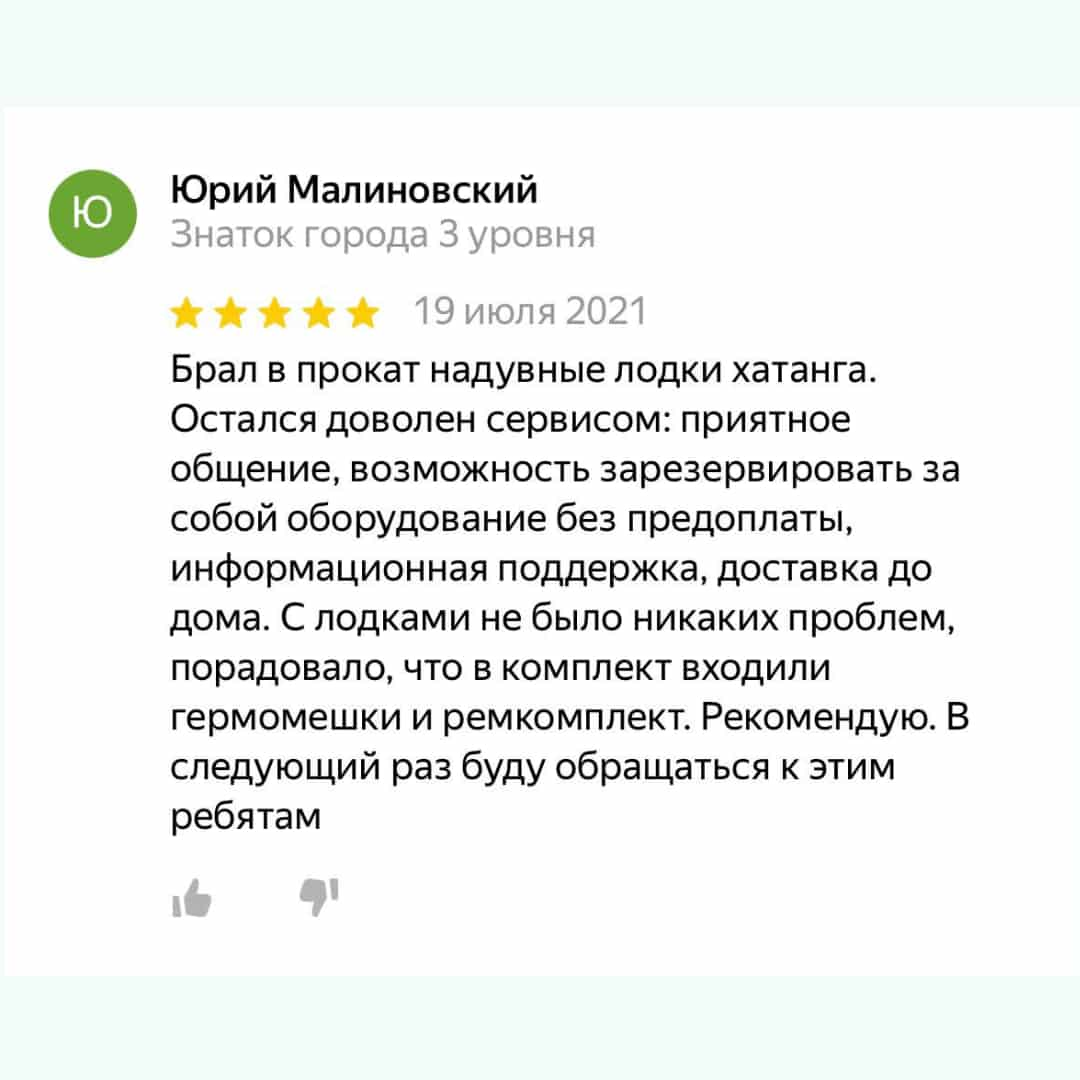 Ю
Юрий Малиновский
Знаток города 3 уровня
19 июля 2021
Брал в прокат надувные лодки хатанга.
Остался доволен сервисом: приятное
общение, возможность зарезервировать за
собой оборудование без предоплаты,
информационная поддержка, доставка до
дома. С лодками не было никаких проблем,
порадовало, что в комплект входили
гермомешки и ремкомплект. Рекомендую. В
следующий раз буду обращаться к этим
ребятам